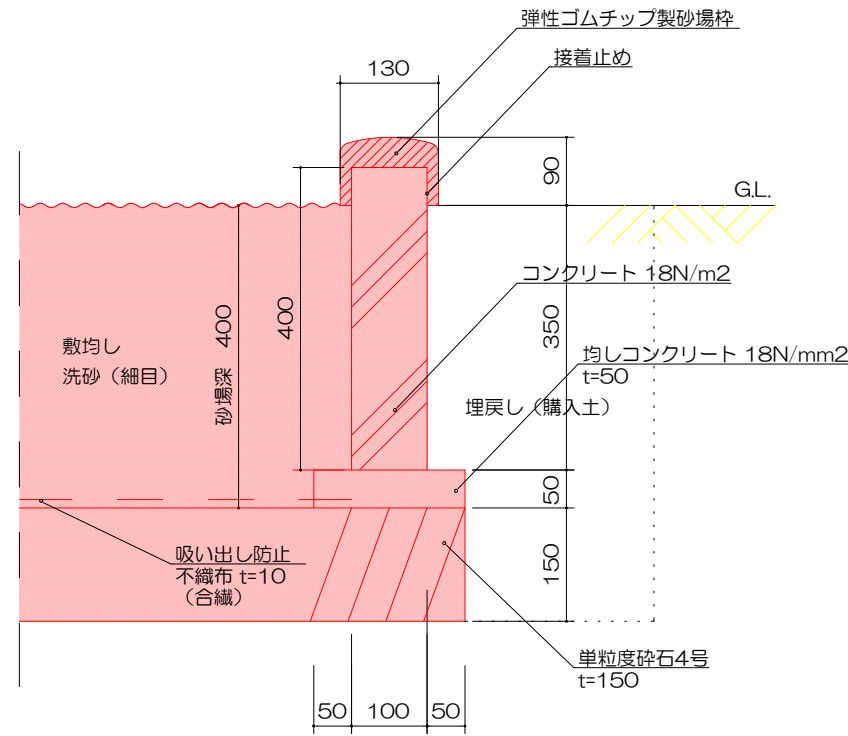 弾性ゴムチップ製砂場枠
接着止め
130
90
G.L.
コンクリート 18N/m2
400
400
350
敷均し
洗砂（細目）
砂場深
均しコンクリート 18N/mm2
t=50
埋戻し（購入土）
50
吸い出し防止
不織布 t=10
（合繊）
150
単粒度砕石4号
t=150
50
100
50